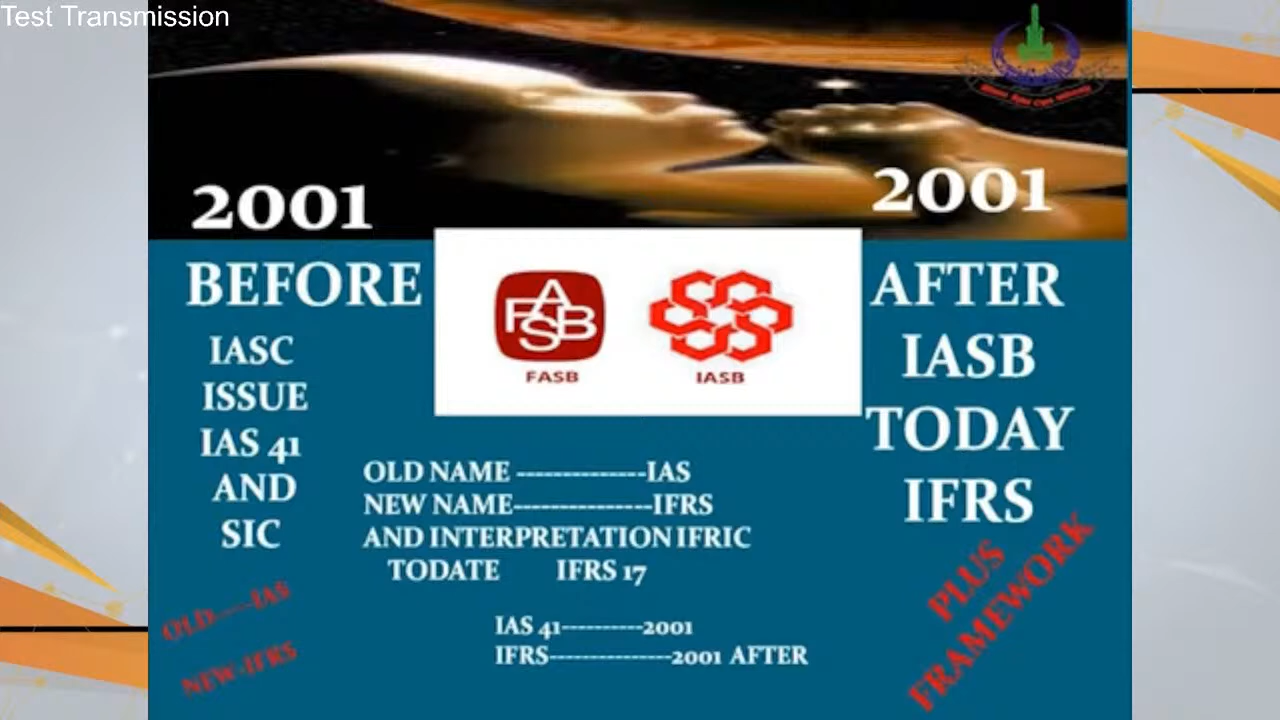 Test Transmission
2001
2001
BEFORE
IASC
ISSUE
IAS 41
AND
SIC
OLD----IAS
NEW-IFRS
FASB
FASB
IASB
OLD NAME --------------IAS
NEW NAME---------------IFRS
AND INTERPRETATION IFRIC
TODATE IFRS 17
IAS 41----------2001
IFRS---------------2001 AFTER
AFTER
IASB
TODAY
IFRS
PLUS
FRAMEWORK